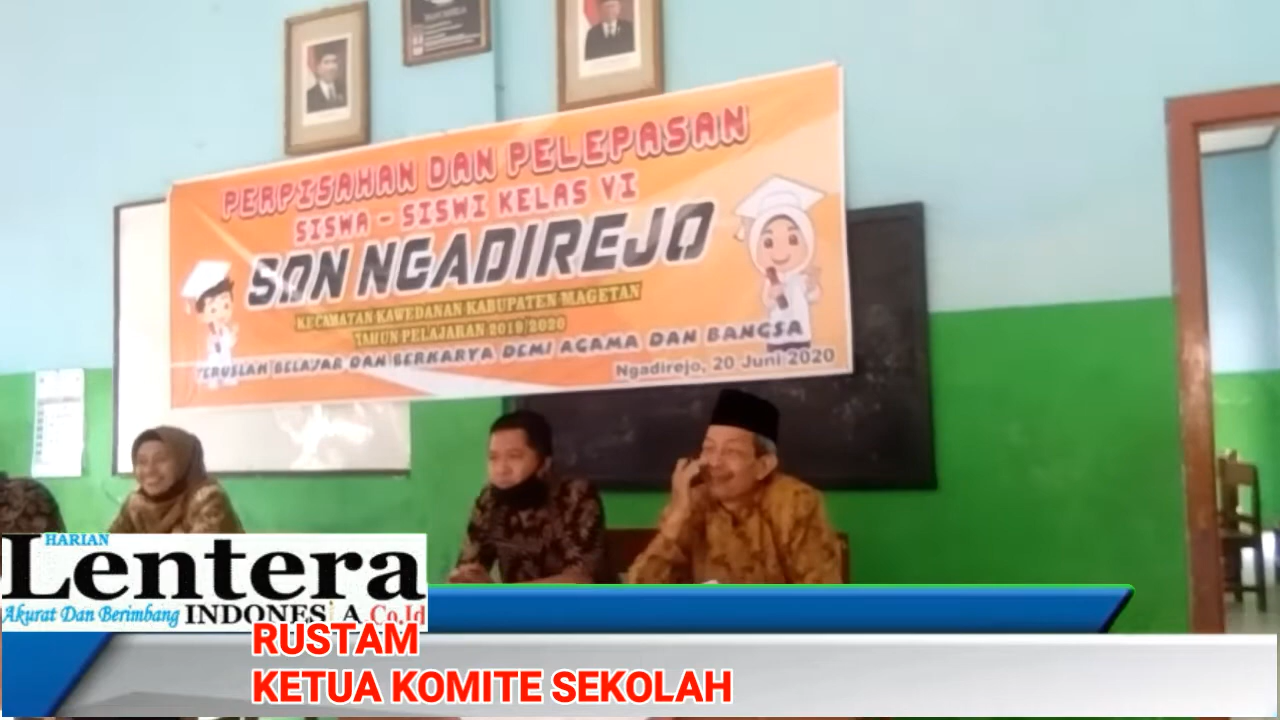 PERPISAHAN DAN PELEPASAN
SISWA - SISWI KELAS VI
SDN NGADIREJO
KECAMATAN KAWEDANAN KABUPATEN MAGETAN
TAHUN PELAJARAN 2019/2020
TERUSLAH BELAJAR DAN BERKARYA DEMI AGAMA DAN BANGSA
Ngadirejo, 20 Juni 2020
HARIAN
Lentera
Akurat Dan Berimbang INDONESIA.Co.Id
RUSTAM
KETUA KOMITE SEKOLAH